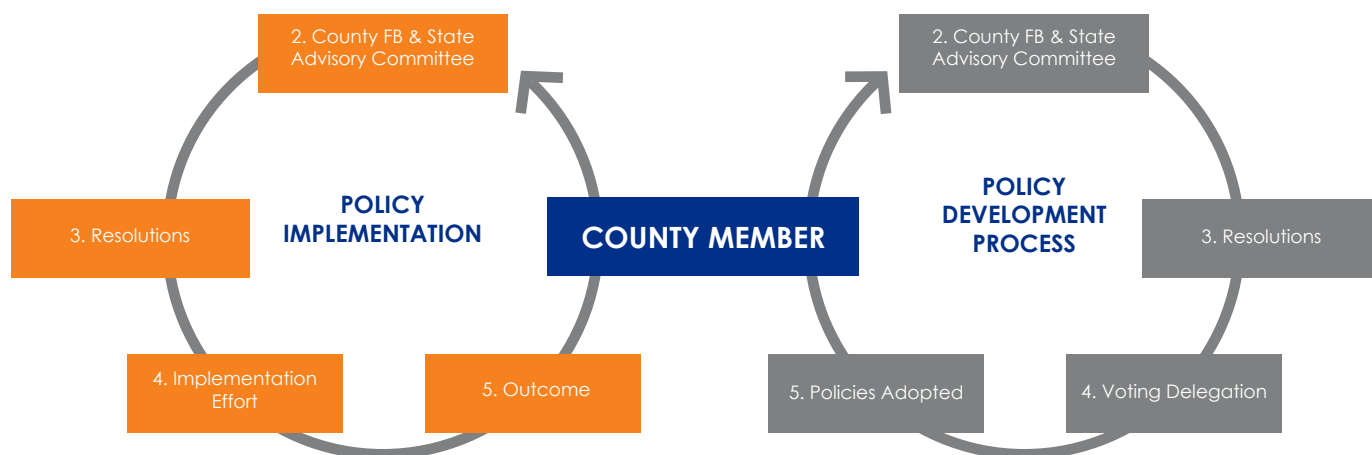 2. County FB & State
Advisory Committee
2. County FB & State
Advisory Committee
POLICY
IMPLEMENTATION
POLICY
DEVELOPMENT
PROCESS
3. Resolutions
COUNTY MEMBER
3. Resolutions
4. Implementation
Effort
5. Outcome
5. Policies Adopted
4. Voting Delegation